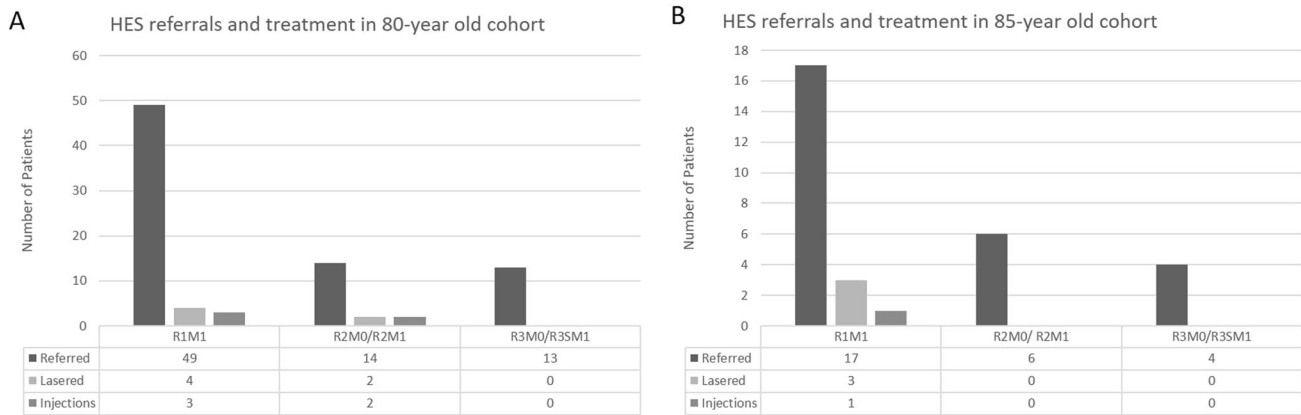 A
HES referrals and treatment in 80-year old cohort
60
50
40
30
20
10
0
Number of Patients
R1M1 R2M0/R2M1 R3M0/R3SM1
Referred 49 14 13
Lasered 4 2 0
Injections 3 2 0
B
HES referrals and treatment in 85-year old cohort
18
16
14
12
10
8
6
4
2
0
Number of Patients
R1M1 R2M0/ R2M1 R3M0/R3SM1
Referred 17 6 4
Lasered 3 0 0
Injections 1 0 0